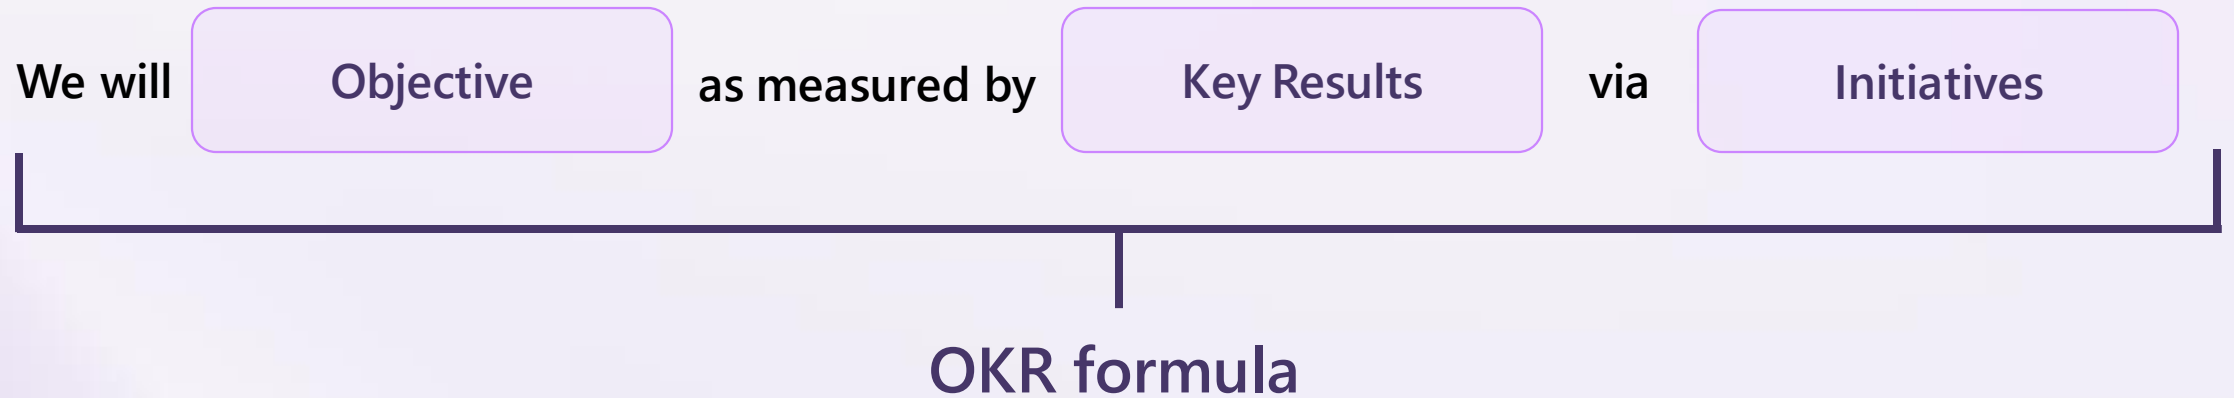 We will Objective as measured by Key Results via Initiatives
OKR formula